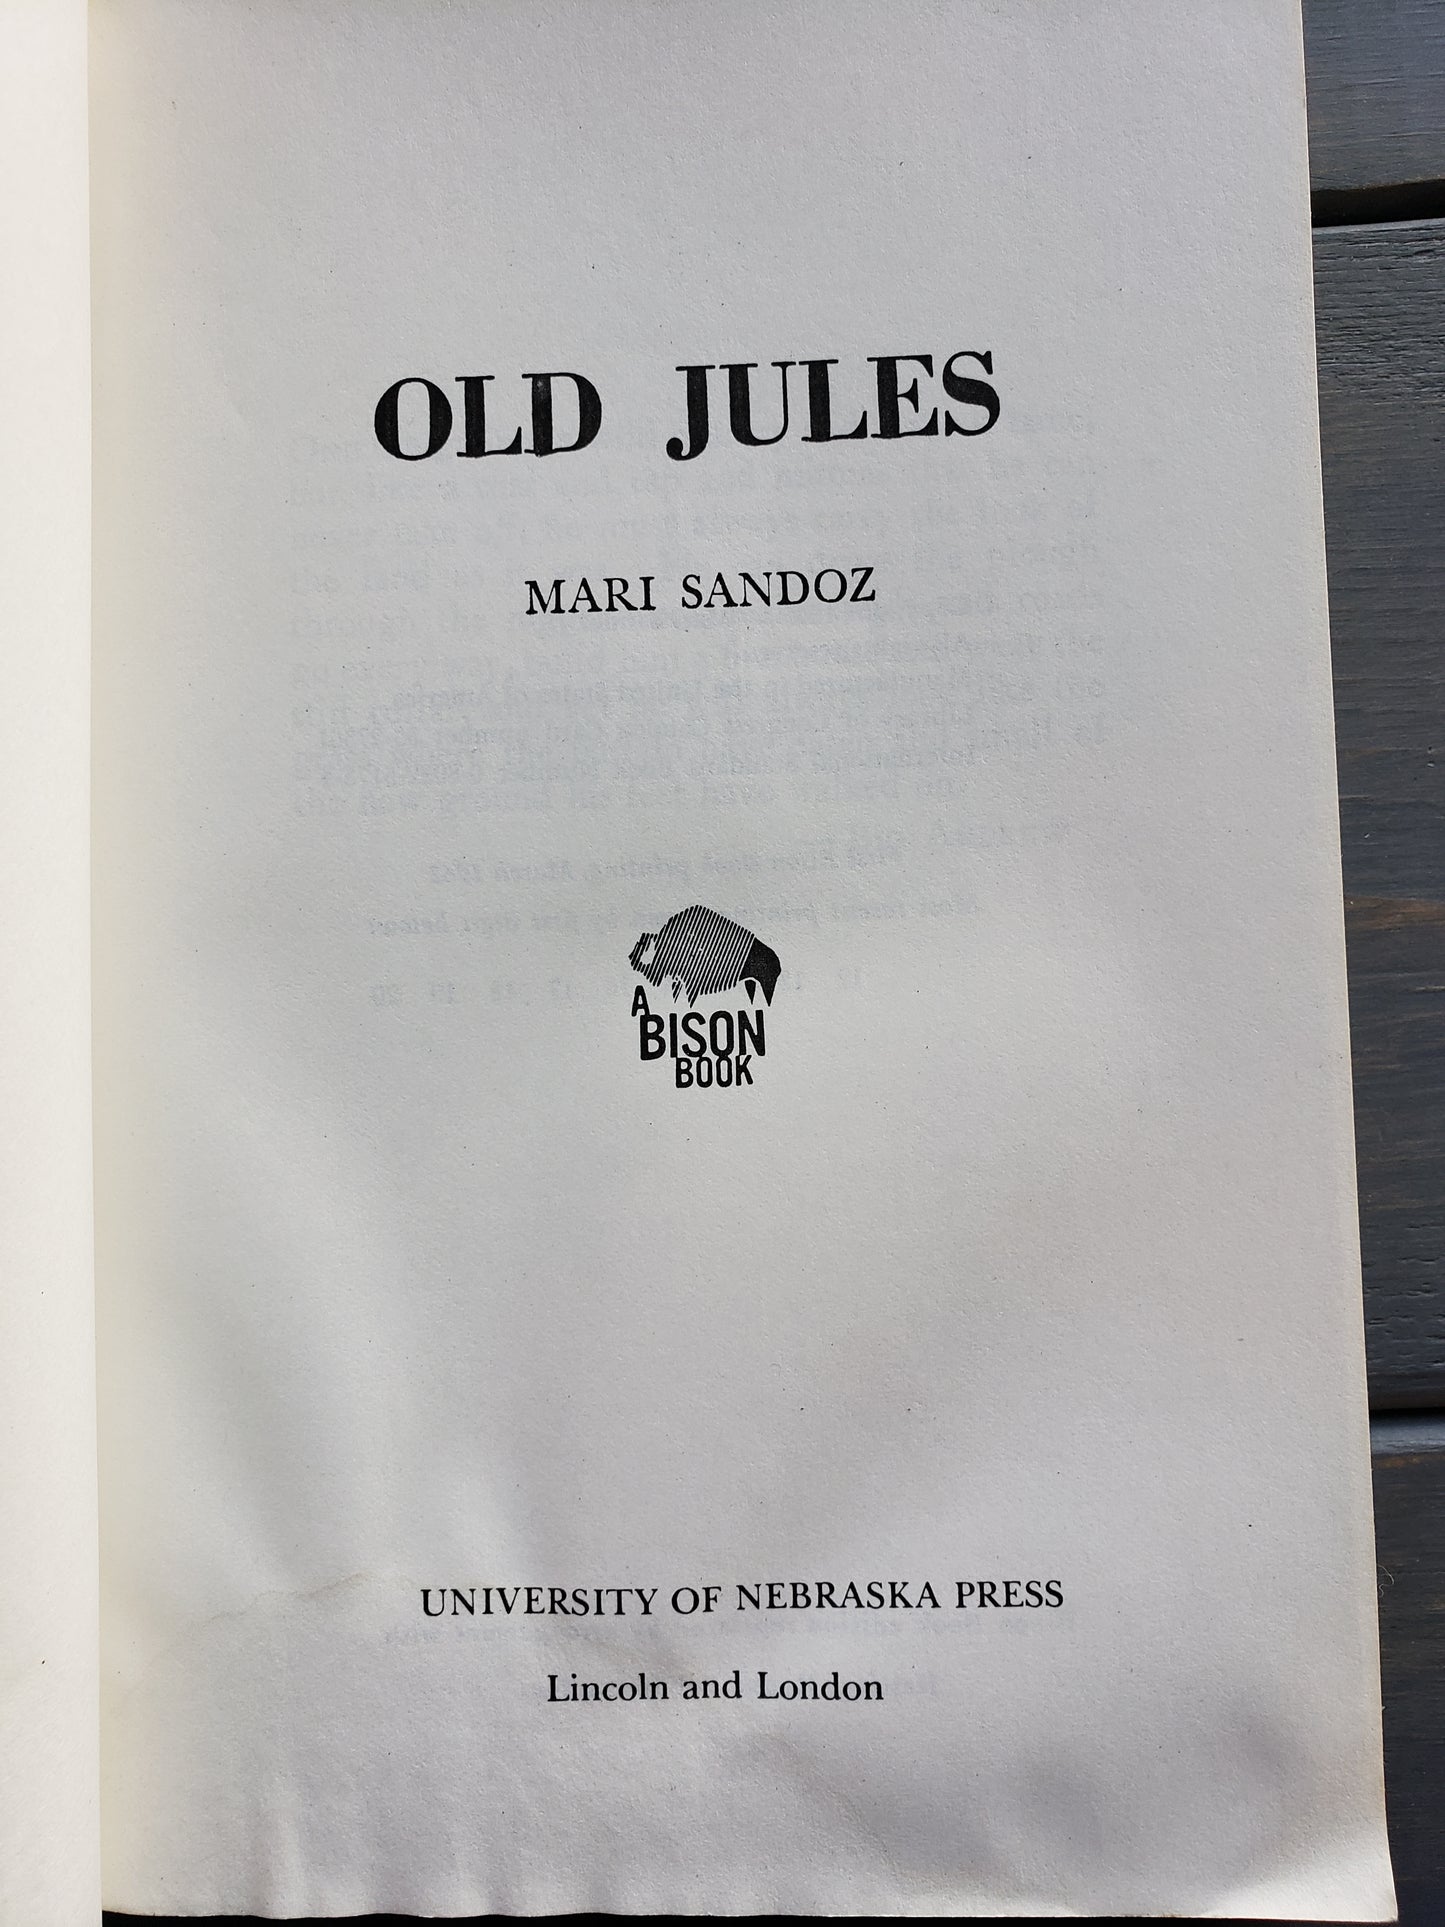 OLD JULES
MARI SANDOZ
A
BISON
BOOK
UNIVERSITY OF NEBRASKA PRESS
Lincoln and London